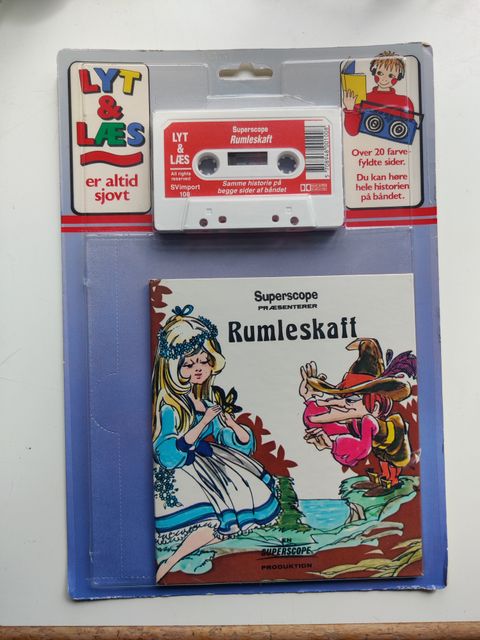 LYT
&
LÆS
er altid
sjovt
LYT
&
LÆS
All rights
reserved
SVimport
108
Superscope
Rumleskaft
Samme historie på
begge sider af båndet
Over 20 farve-
fyldte sider.
Du kan høre
hele historien
på båndet.
Superscope
PRÆSENTERER
Rumleskaft
EN
SUPERSCOPE
PRODUKTION